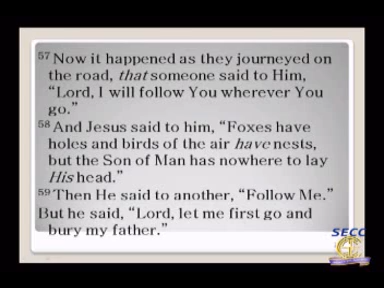 57 Now it happened as they journeyed on
the road, that someone said to Him,
“Lord, I will follow You wherever You
go.”
58 And Jesus said to him, “Foxes have
holes and birds of the air have nests,
but the Son of Man has nowhere to lay
His head.”
59 Then He said to another, “Follow Me.”
But he said, “Lord, let me first go and
bury my father.”
SECC